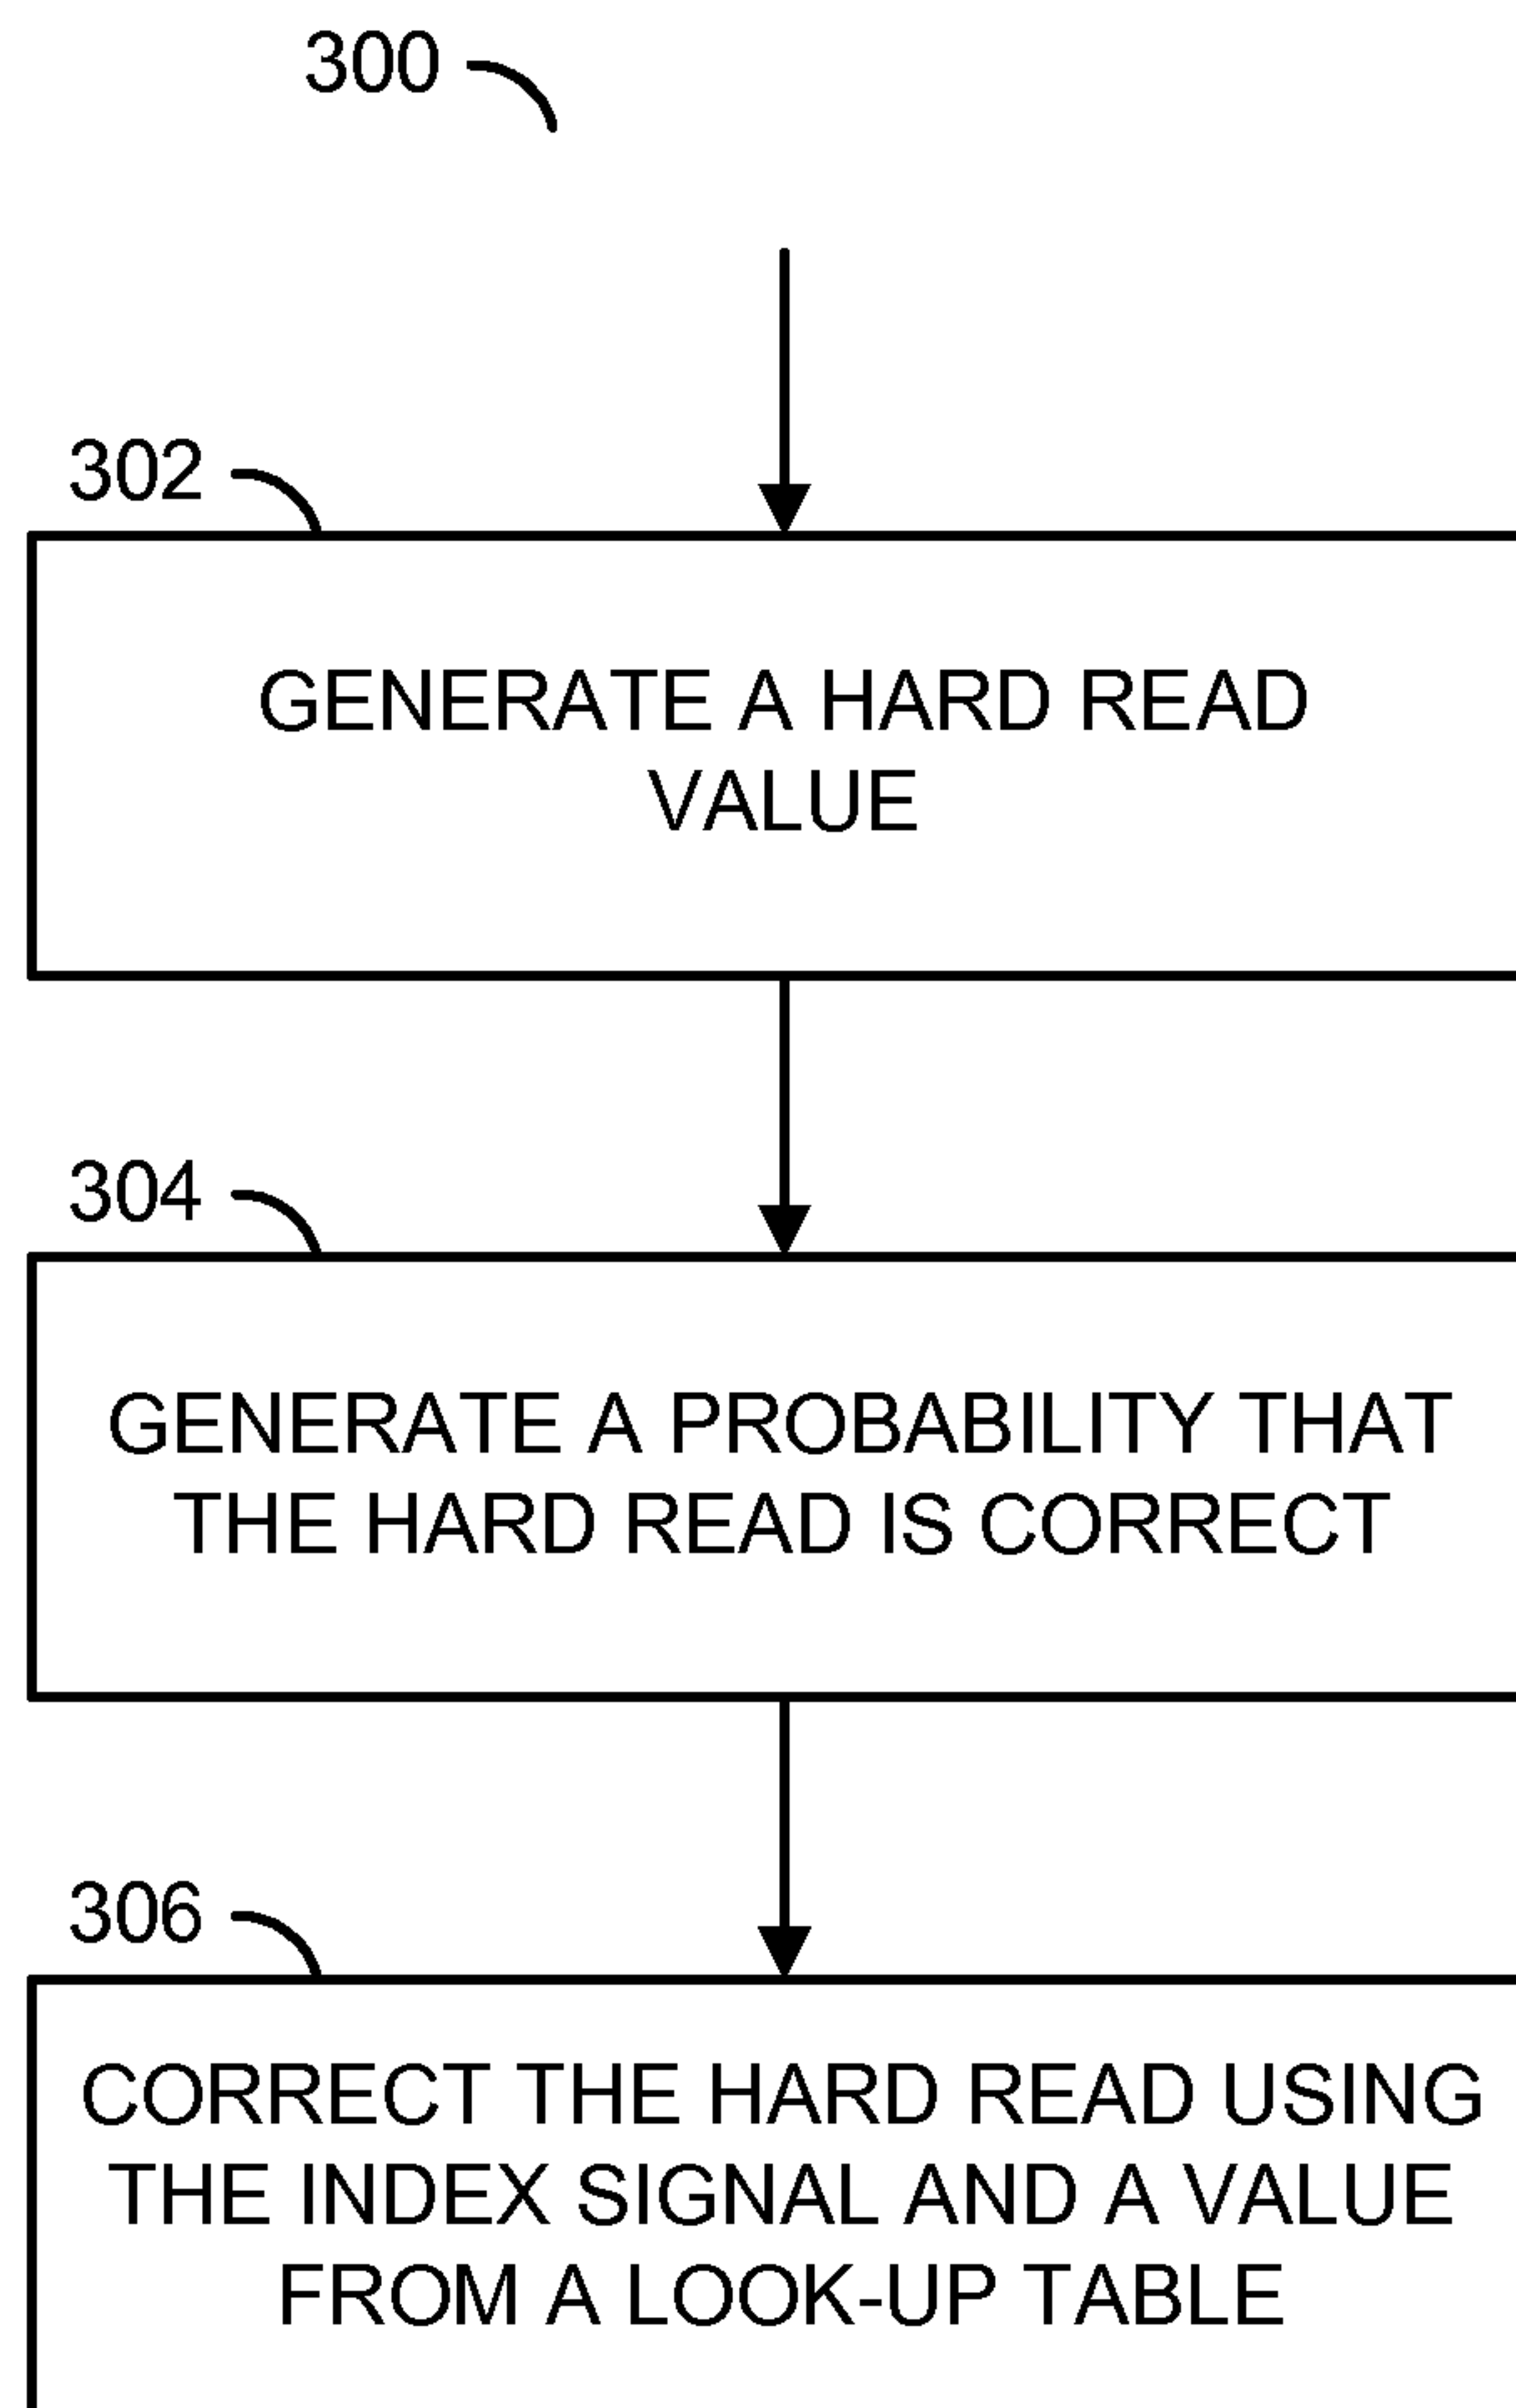 300
302
GENERATE A HARD READ
VALUE
304
GENERATE A PROBABILITY THAT
THE HARD READ IS CORRECT
306
CORRECT THE HARD READ USING
THE INDEX SIGNAL AND A VALUE
FROM A LOOK-UP TABLE